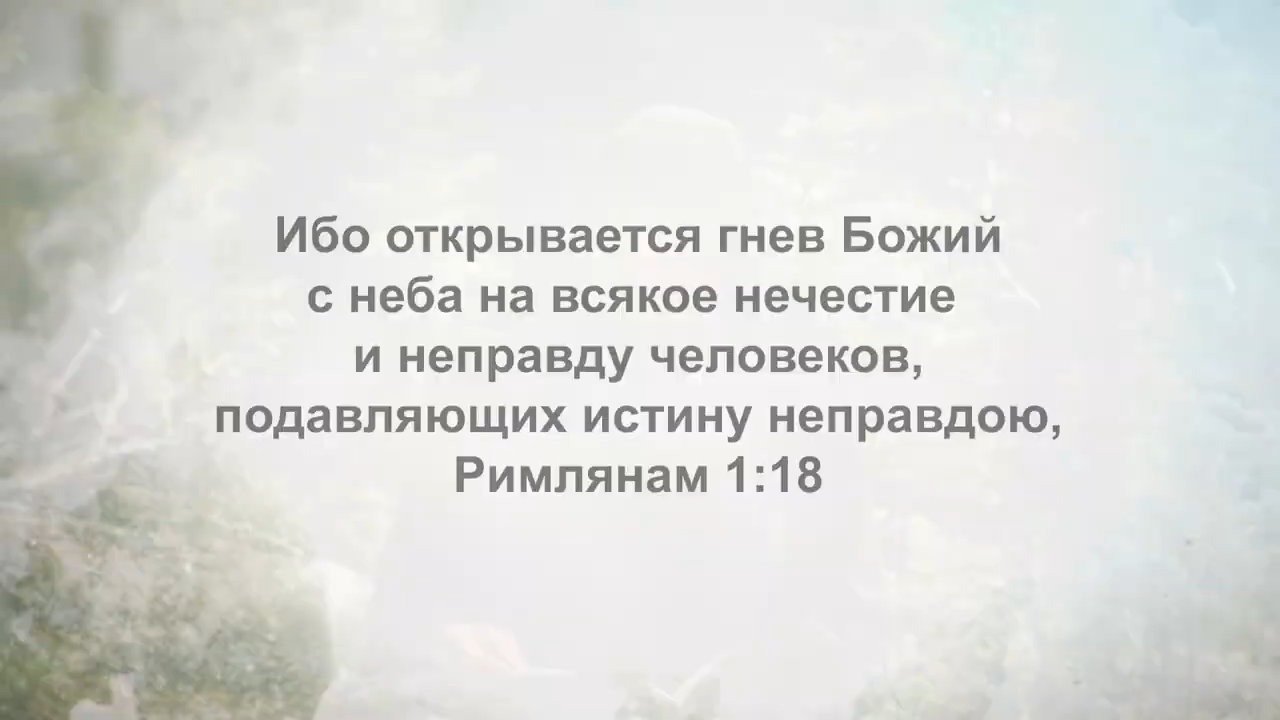 Ибо открывается гнев Божий
с неба на всякое нечестие
и неправду человеков,
подавляющих истину неправдою,
Римлянам 1:18